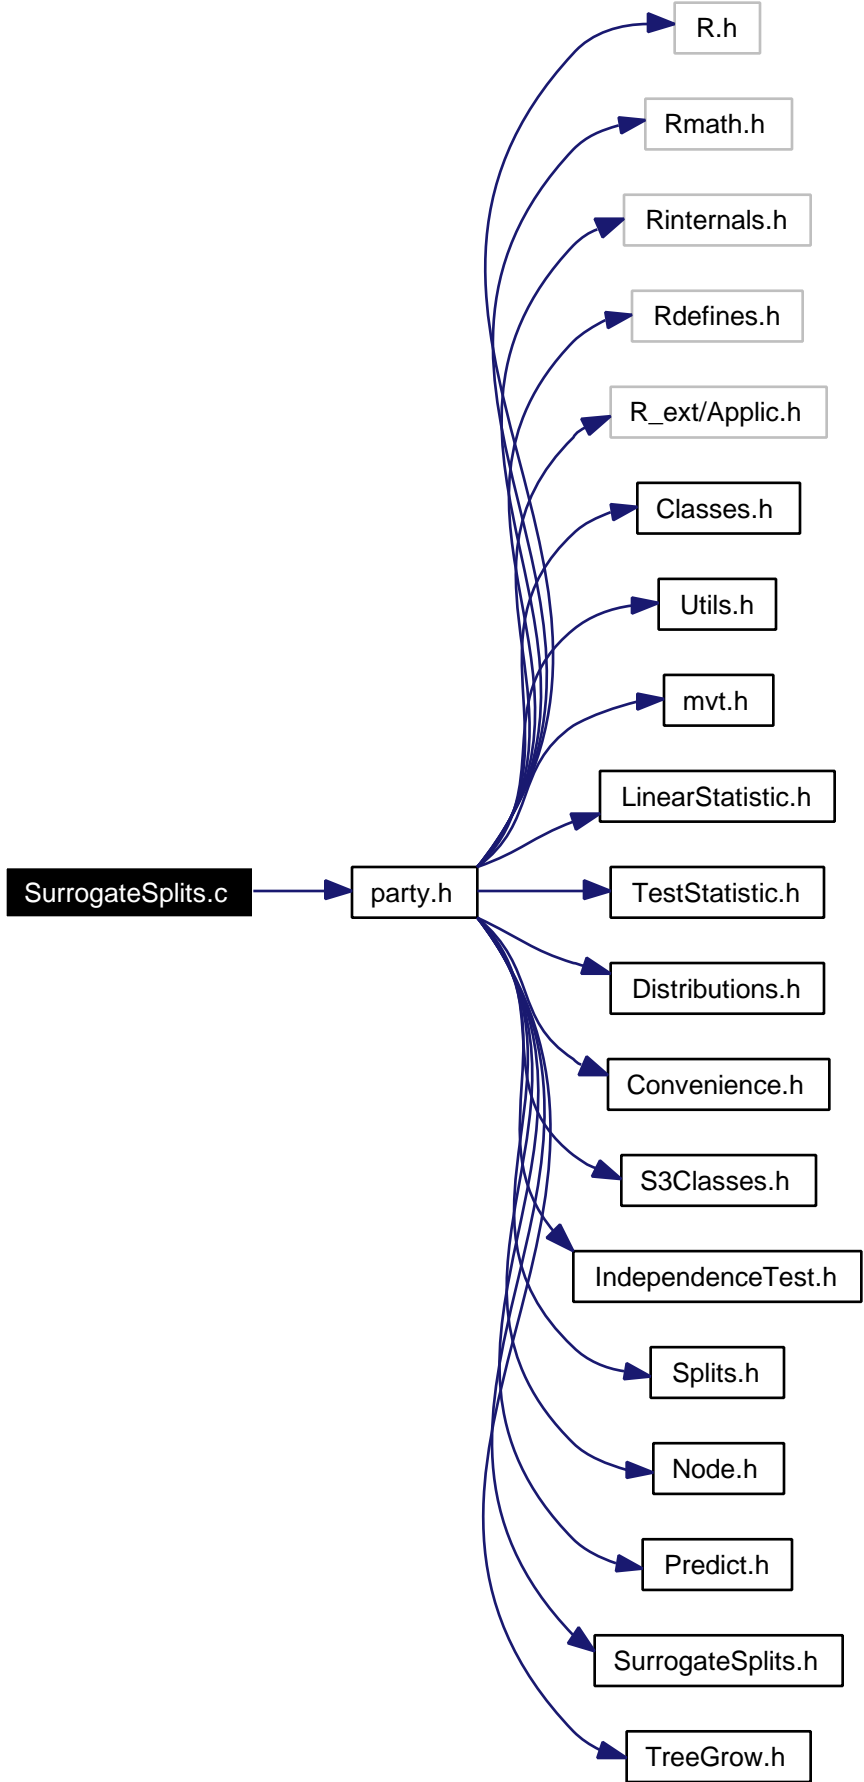 R.h
Rmath.h
Rinternals.h
Rdefines.h
R_ext/Applic.h
Classes.h
Utils.h
mvt.h
LinearStatistic.h
SurrogateSplits.c
party.h
TestStatistic.h
Distributions.h
Convenience.h
S3Classes.h
IndependenceTest.h
Splits.h
Node.h
Predict.h
SurrogateSplits.h
TreeGrow.h